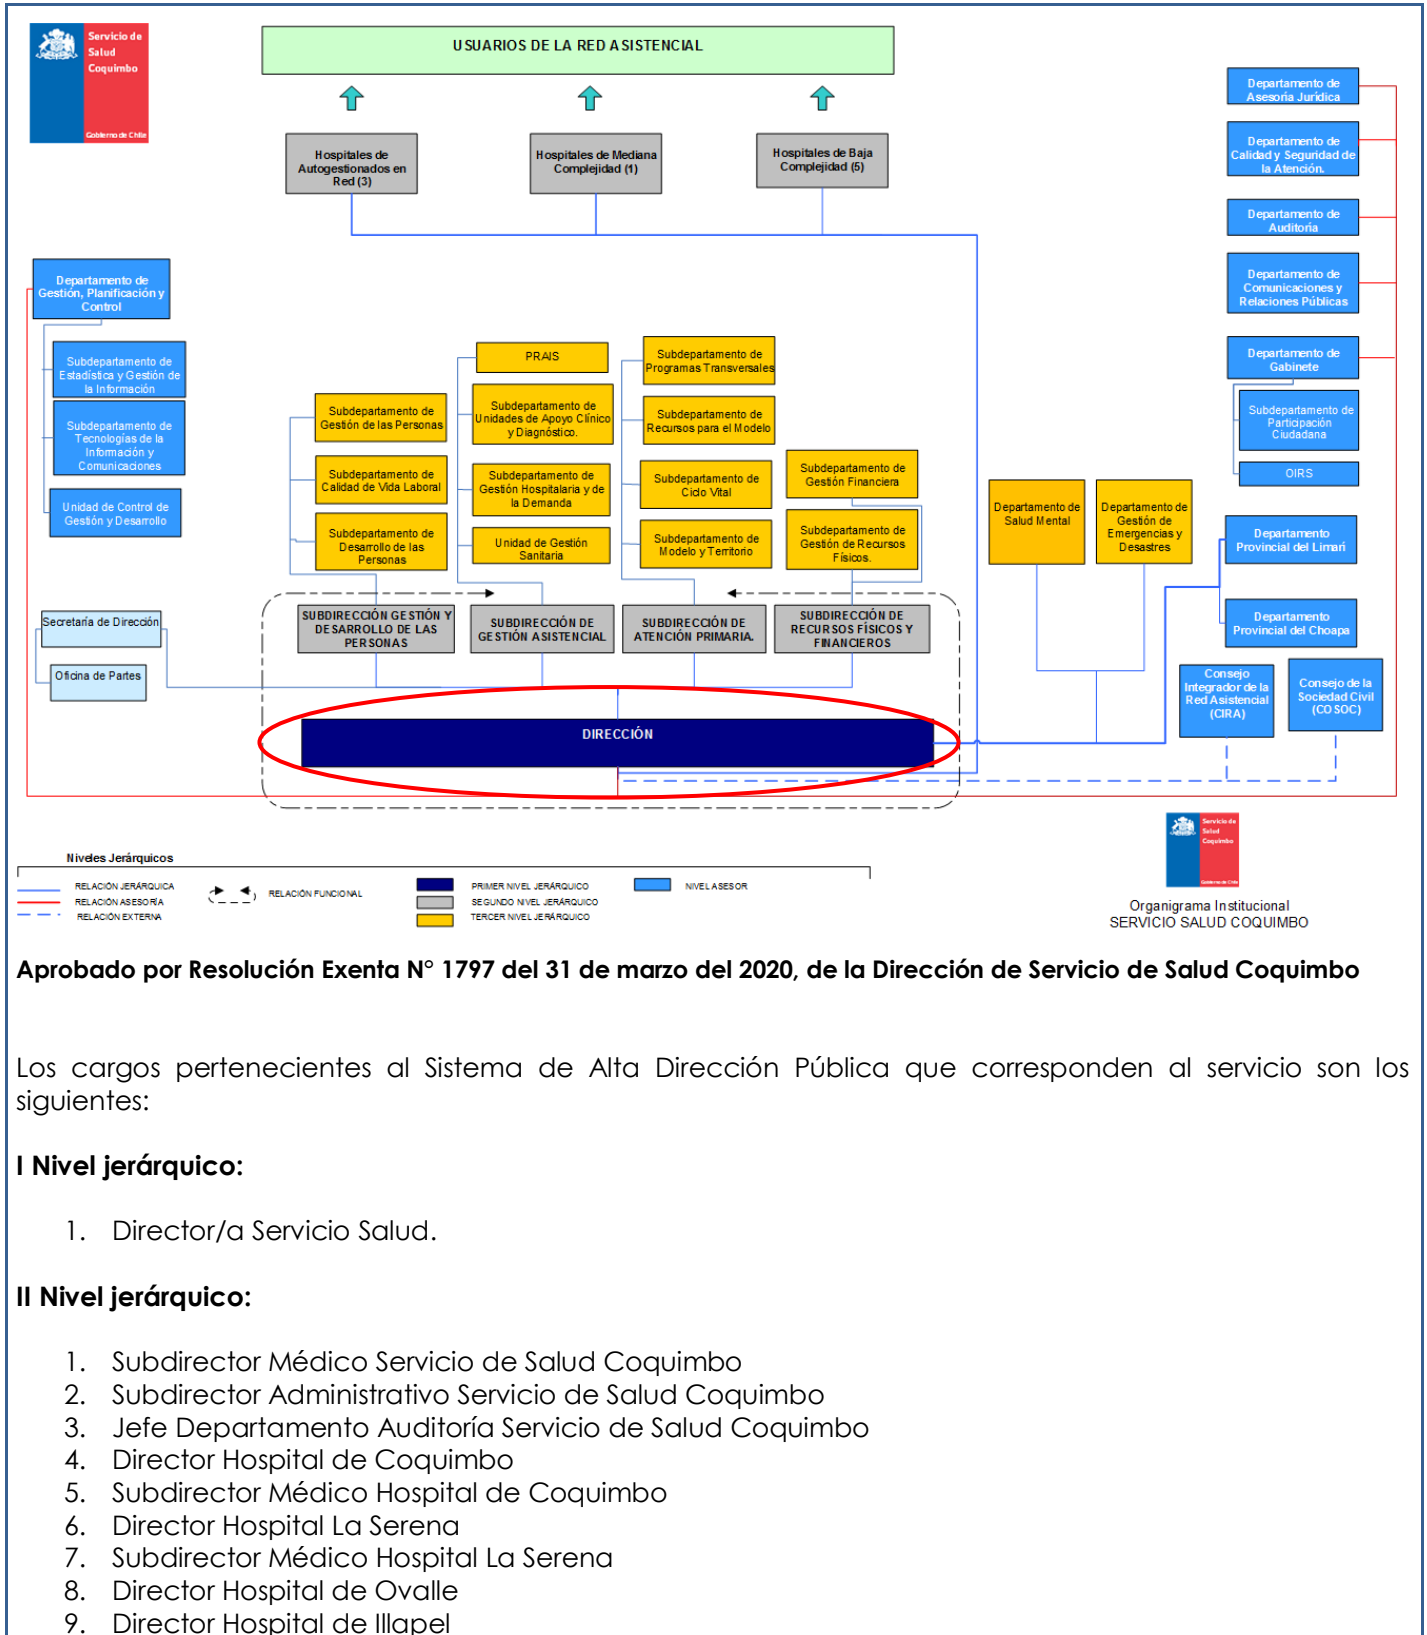 Servicio de
Salud
Coquimbo
Gobierno de Chile
USUARIOS DE LA RED ASISTENCIAL
Hospitales de
Autogestionados en
Red (3)
Hospitales de Mediana
Complejidad (1)
Hospitales de Baja
Complejidad (5)
Departamento de
Asesoría Jurídica
Departamento de
Calidad y Seguridad de
la Atención.
Departamento de
Auditoría
Departamento de
Comunicaciones y
Relaciones Públicas
Departamento de
Gabinete
Subdepartamento de
Participación
Ciudadana
OIRS
Departamento
Provincial del Limarí
Departamento
Provincial del Choapa
Departamento de
Gestión, Planificación y
Control
Subdepartamento de
Estadística y Gestión de
la Información
Subdepartamento de
Tecnologías de la
Información y
Comunicaciones
Unidad de Control de
Gestión y Desarrollo
Subdepartamento de
Gestión de las Personas
Subdepartamento de
Calidad de Vida Laboral
Subdepartamento de
Desarrollo de las
Personas
PRAIS
Subdepartamento de
Unidades de Apoyo Clínico
y Diagnóstico.
Subdepartamento de
Gestión Hospitalaria y de
la Demanda
Unidad de Gestión
Sanitaria
Subdepartamento de
Programas Transversales
Subdepartamento de
Recursos para el Modelo
Subdepartamento de
Ciclo Vital
Subdepartamento de
Modelo y Territorio
Subdepartamento de
Gestión Financiera
Subdepartamento de
Gestión de Recursos
Físicos.
Departamento de
Salud Mental
Departamento de
Gestión de
Emergencias y
Desastres
Secretaría de Dirección
Oficina de Partes
SUBDIRECCIÓN GESTIÓN Y
DESARROLLO DE LAS
PERSONAS
SUBDIRECCIÓN DE
GESTIÓN ASISTENCIAL
SUBDIRECCIÓN DE
ATENCIÓN PRIMARIA.
SUBDIRECCIÓN DE
RECURSOS FÍSICOS Y
FINANCIEROS
Consejo
Integrador de la
Red Asistencial
(CIRA)
Consejo de la
Sociedad Civil
(COSOC)
DIRECCIÓN
Niveles Jerárquicos
RELACIÓN JERÁRQUICA
RELACIÓN ASESORÍA
RELACIÓN EXTERNA
RELACIÓN FUNCIONAL
PRIMER NIVEL JERÁRQUICO
SEGUNDO NIVEL JERÁRQUICO
TERCER NIVEL JERÁRQUICO
NIVEL ASESOR
Servicio de
Salud
Coquimbo
Gobierno de Chile
Organigrama Institucional
SERVICIO SALUD COQUIMBO
Aprobado por Resolución Exenta N° 1797 del 31 de marzo del 2020, de la Dirección de Servicio de Salud Coquimbo
Los cargos pertenecientes al Sistema de Alta Dirección Pública que corresponden al servicio son los
siguientes:
I Nivel jerárquico:
1. Director/a Servicio Salud.
II Nivel jerárquico:
1. Subdirector Médico Servicio de Salud Coquimbo
2. Subdirector Administrativo Servicio de Salud Coquimbo
3. Jefe Departamento Auditoría Servicio de Salud Coquimbo
4. Director Hospital de Coquimbo
5. Subdirector Médico Hospital de Coquimbo
6. Director Hospital La Serena
7. Subdirector Médico Hospital La Serena
8. Director Hospital de Ovalle
9. Director Hospital de Illapel